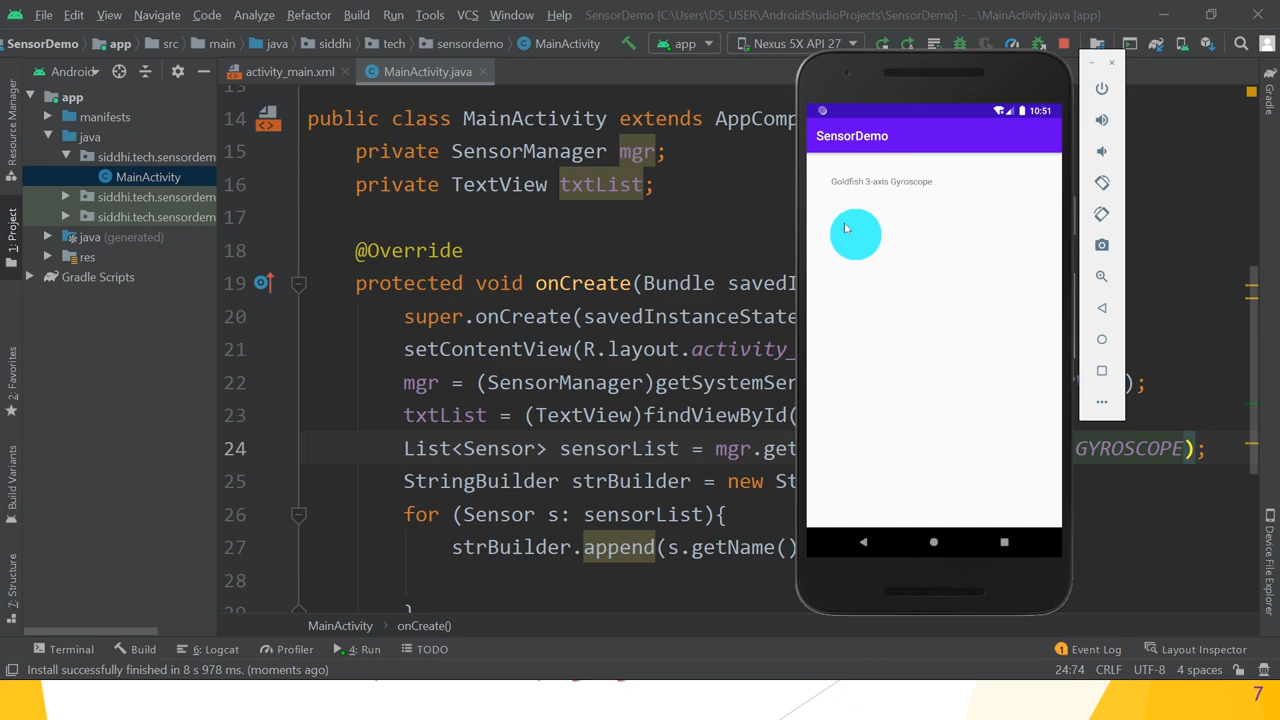 File Edit View Navigate Code Analyze Refactor Build Run Tools VCS Window Help SensorDemo [C:\Users\DS_USER\AndroidStudioProjects\SensorDemo] - ...\MainActivity.java [app]
SensorDemo app src main java siddhi tech sensordemo MainActivity app Nexus 5X API 27
Android activity_main.xml MainActivity.java
Resource Manager
1: Project
2: Favorites
Build Variants
7: Structure
app
manifests
java
siddhi.tech.sensordem
MainActivity
siddhi.tech.sensordem
siddhi.tech.sensordem
java (generated)
res
Gradle Scripts
14 public class MainActivity extends AppComp
15 private SensorManager mgr;
16 private TextView txtList;
17
18 @Override
19 protected void onCreate(Bundle savedI
20 super.onCreate(savedInstanceState
21 setContentView(R.layout.activity_
22 mgr = (SensorManager)getSystemSer );
23 txtList = (TextView)findViewById(
24 List<Sensor> sensorList = mgr.get GYROSCOPE);
25 StringBuilder strBuilder = new St
26 for (Sensor s: sensorList){
27 strBuilder.append(s.getName()
28
}
10:51
SensorDemo
Goldfish 3-axis Gyroscope
Gradle
Device File Explorer
MainActivity onCreate()
Terminal Build 6: Logcat Profiler 4: Run TODO 1 Event Log Layout Inspector
Install successfully finished in 8 s 978 ms. (moments ago) 24:74 CRLF UTF-8 4 spaces
7